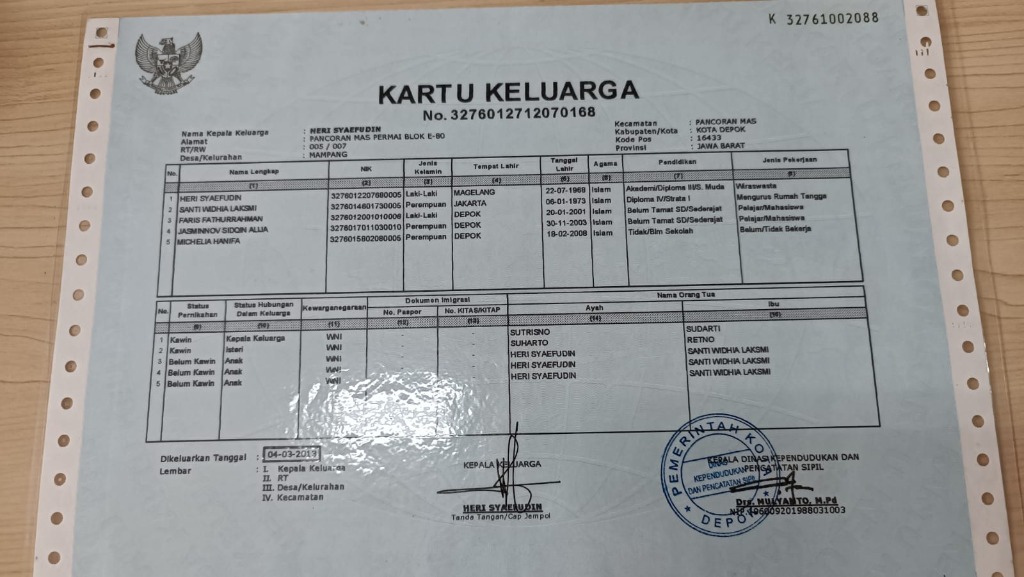 K 32761002088
KARTU KELUARGA
No. 3276012712070168
Nama Kepala Keluarga : HERI SYAEFUDIN
Alamat : PANCORAN MAS PERMAI BLOK E-80
RT/RW : 005 / 007
Desa/Kelurahan : MAMPANG
Kecamatan : PANCORAN MAS
Kabupaten/Kota : KOTA DEPOK
Kode Pos : 16433
Provinsi : JAWA BARAT
No. Nama Lengkap NIK Jenis Kelamin Tempat Lahir Tanggal Lahir Agama Pendidikan Jenis Pekerjaan
(1) (2) (3) (4) (5) (6) (7) (8)
1 HERI SYAEFUDIN 3276012207680005 Laki-Laki MAGELANG 22-07-1968 Islam Akademi/Diploma III/S. Muda Wiraswasta
2 SANTI WIDHIA LAKSMI 3276014601730005 Perempuan JAKARTA 06-01-1973 Islam Diploma IV/Strata I Mengurus Rumah Tangga
3 FARIS FATHURRAHMAN 3276012001010006 Laki-Laki DEPOK 20-01-2001 Islam Belum Tamat SD/Sederajat Pelajar/Mahasiswa
4 JASMINNOV SIDQIN ALIJA 3276017011030010 Perempuan DEPOK 30-11-2003 Islam Belum Tamat SD/Sederajat Pelajar/Mahasiswa
5 MICHELIA HANIFA 3276015802080005 Perempuan DEPOK 18-02-2008 Islam Tidak/Blm Sekolah Belum/Tidak Bekerja
No. Status Pernikahan Status Hubungan Dalam Keluarga Kewarganegaraan Dokumen Imigrasi No. Paspor No. KITAS/KITAP Nama Orang Tua Ayah Ibu
(9) (10) (11) (12) (13) (14) (15)
1 Kawin Kepala Keluarga WNI - - SUTRISNO SUDARTI
2 Kawin Isteri WNI - - SUHARTO RETNO
3 Belum Kawin Anak WNI - - HERI SYAEFUDIN SANTI WIDHIA LAKSMI
4 Belum Kawin Anak WNI - - HERI SYAEFUDIN SANTI WIDHIA LAKSMI
5 Belum Kawin Anak WNI - - HERI SYAEFUDIN SANTI WIDHIA LAKSMI
Dikeluarkan Tanggal : 04-03-2013
Lembar : I. Kepala Keluarga
II. RT
III. Desa/Kelurahan
IV. Kecamatan
KEPALA KELUARGA
HERI SYAEFUDIN
Tanda Tangan/Cap Jempol
KEPALA DINAS KEPENDUDUKAN DAN
PENCATATAN SIPIL
PEMERINTAH KOTA
DINAS
KEPENDUDUKAN
DAN PENCATATAN SIPIL
DEPOK
Drs. MULYANTO, M.Pd